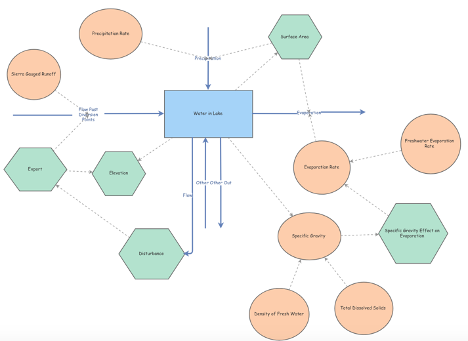 Precipitation Rate
Surface Area
Precipitation
Sierra Gauged Runoff
Flow Past
Diversion
Points
Water in Lake
Evaporation
Freshwater Evaporation
Rate
Export
Elevation
Evaporation Rate
Flow
Other
Other Out
Specific Gravity
Specific Gravity Effect on
Evaporation
Disturbance
Density of Fresh Water
Total Dissolved Solids